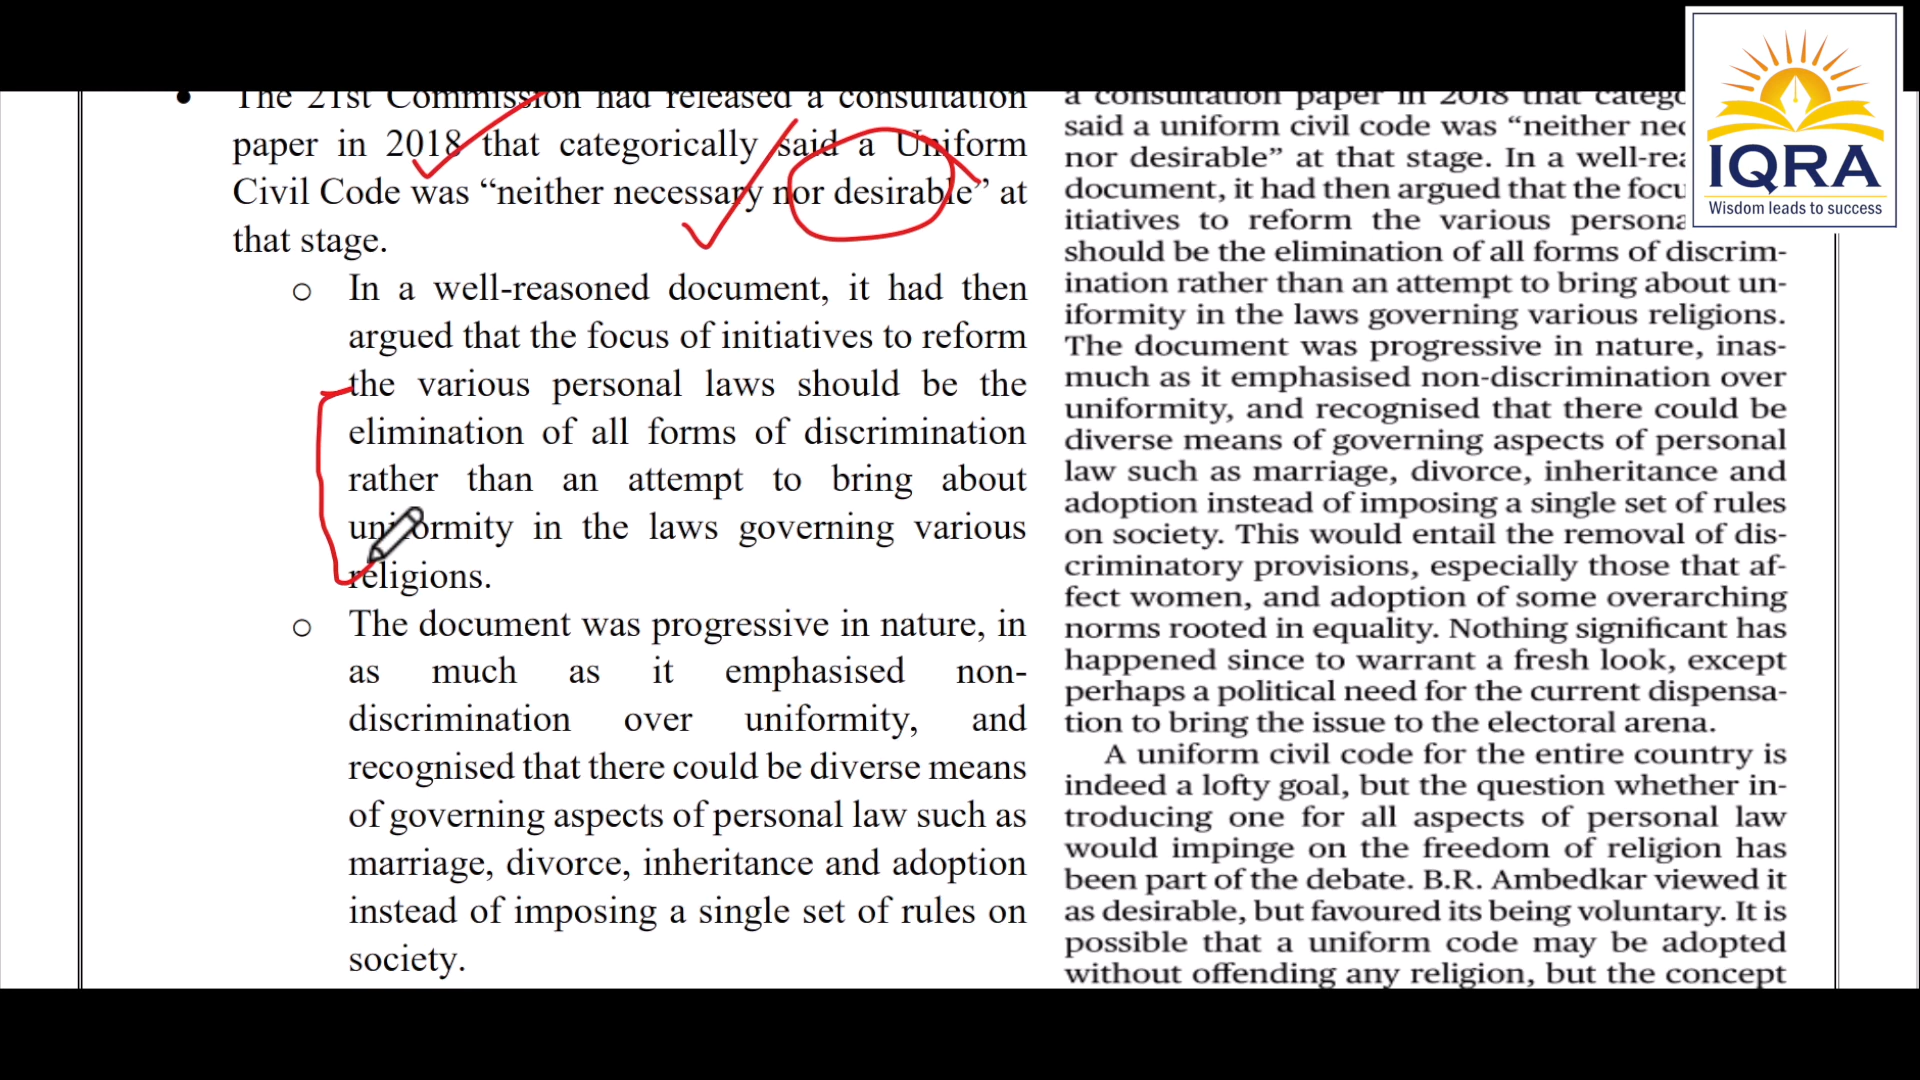 The 21st Commission had released a consultation
paper in 2018 that categorically said a Uniform
Civil Code was “neither necessary nor desirable” at
that stage.
In a well-reasoned document, it had then
argued that the focus of initiatives to reform
the various personal laws should be the
elimination of all forms of discrimination
rather than an attempt to bring about
uniformity in the laws governing various
religions.
The document was progressive in nature, in
as much as it emphasised non-
discrimination over uniformity, and
recognised that there could be diverse means
of governing aspects of personal law such as
marriage, divorce, inheritance and adoption
instead of imposing a single set of rules on
society.
a consultation paper in 2018 that
said a uniform civil code was “neither
nor desirable” at that stage. In a
document, it had then argued that the
itiatives to reform the various
should be the elimination of all forms of discrim-
ination rather than an attempt to bring about un-
iformity in the laws governing various religions.
The document was progressive in nature, inas-
much as it emphasised non-discrimination over
uniformity, and recognised that there could be
diverse means of governing aspects of personal
law such as marriage, divorce, inheritance and
adoption instead of imposing a single set of rules
on society. This would entail the removal of dis-
criminatory provisions, especially those that af-
fect women, and adoption of some overarching
norms rooted in equality. Nothing significant has
happened since to warrant a fresh look, except
perhaps a political need for the current dispensa-
tion to bring the issue to the electoral arena.
A uniform civil code for the entire country is
indeed a lofty goal, but the question whether in-
troducing one for all aspects of personal law
would impinge on the freedom of religion has
been part of the debate. B.R. Ambedkar viewed it
as desirable, but favoured its being voluntary. It is
possible that a uniform code may be adopted
without offending any religion, but the concept
IQRA
Wisdom leads to success